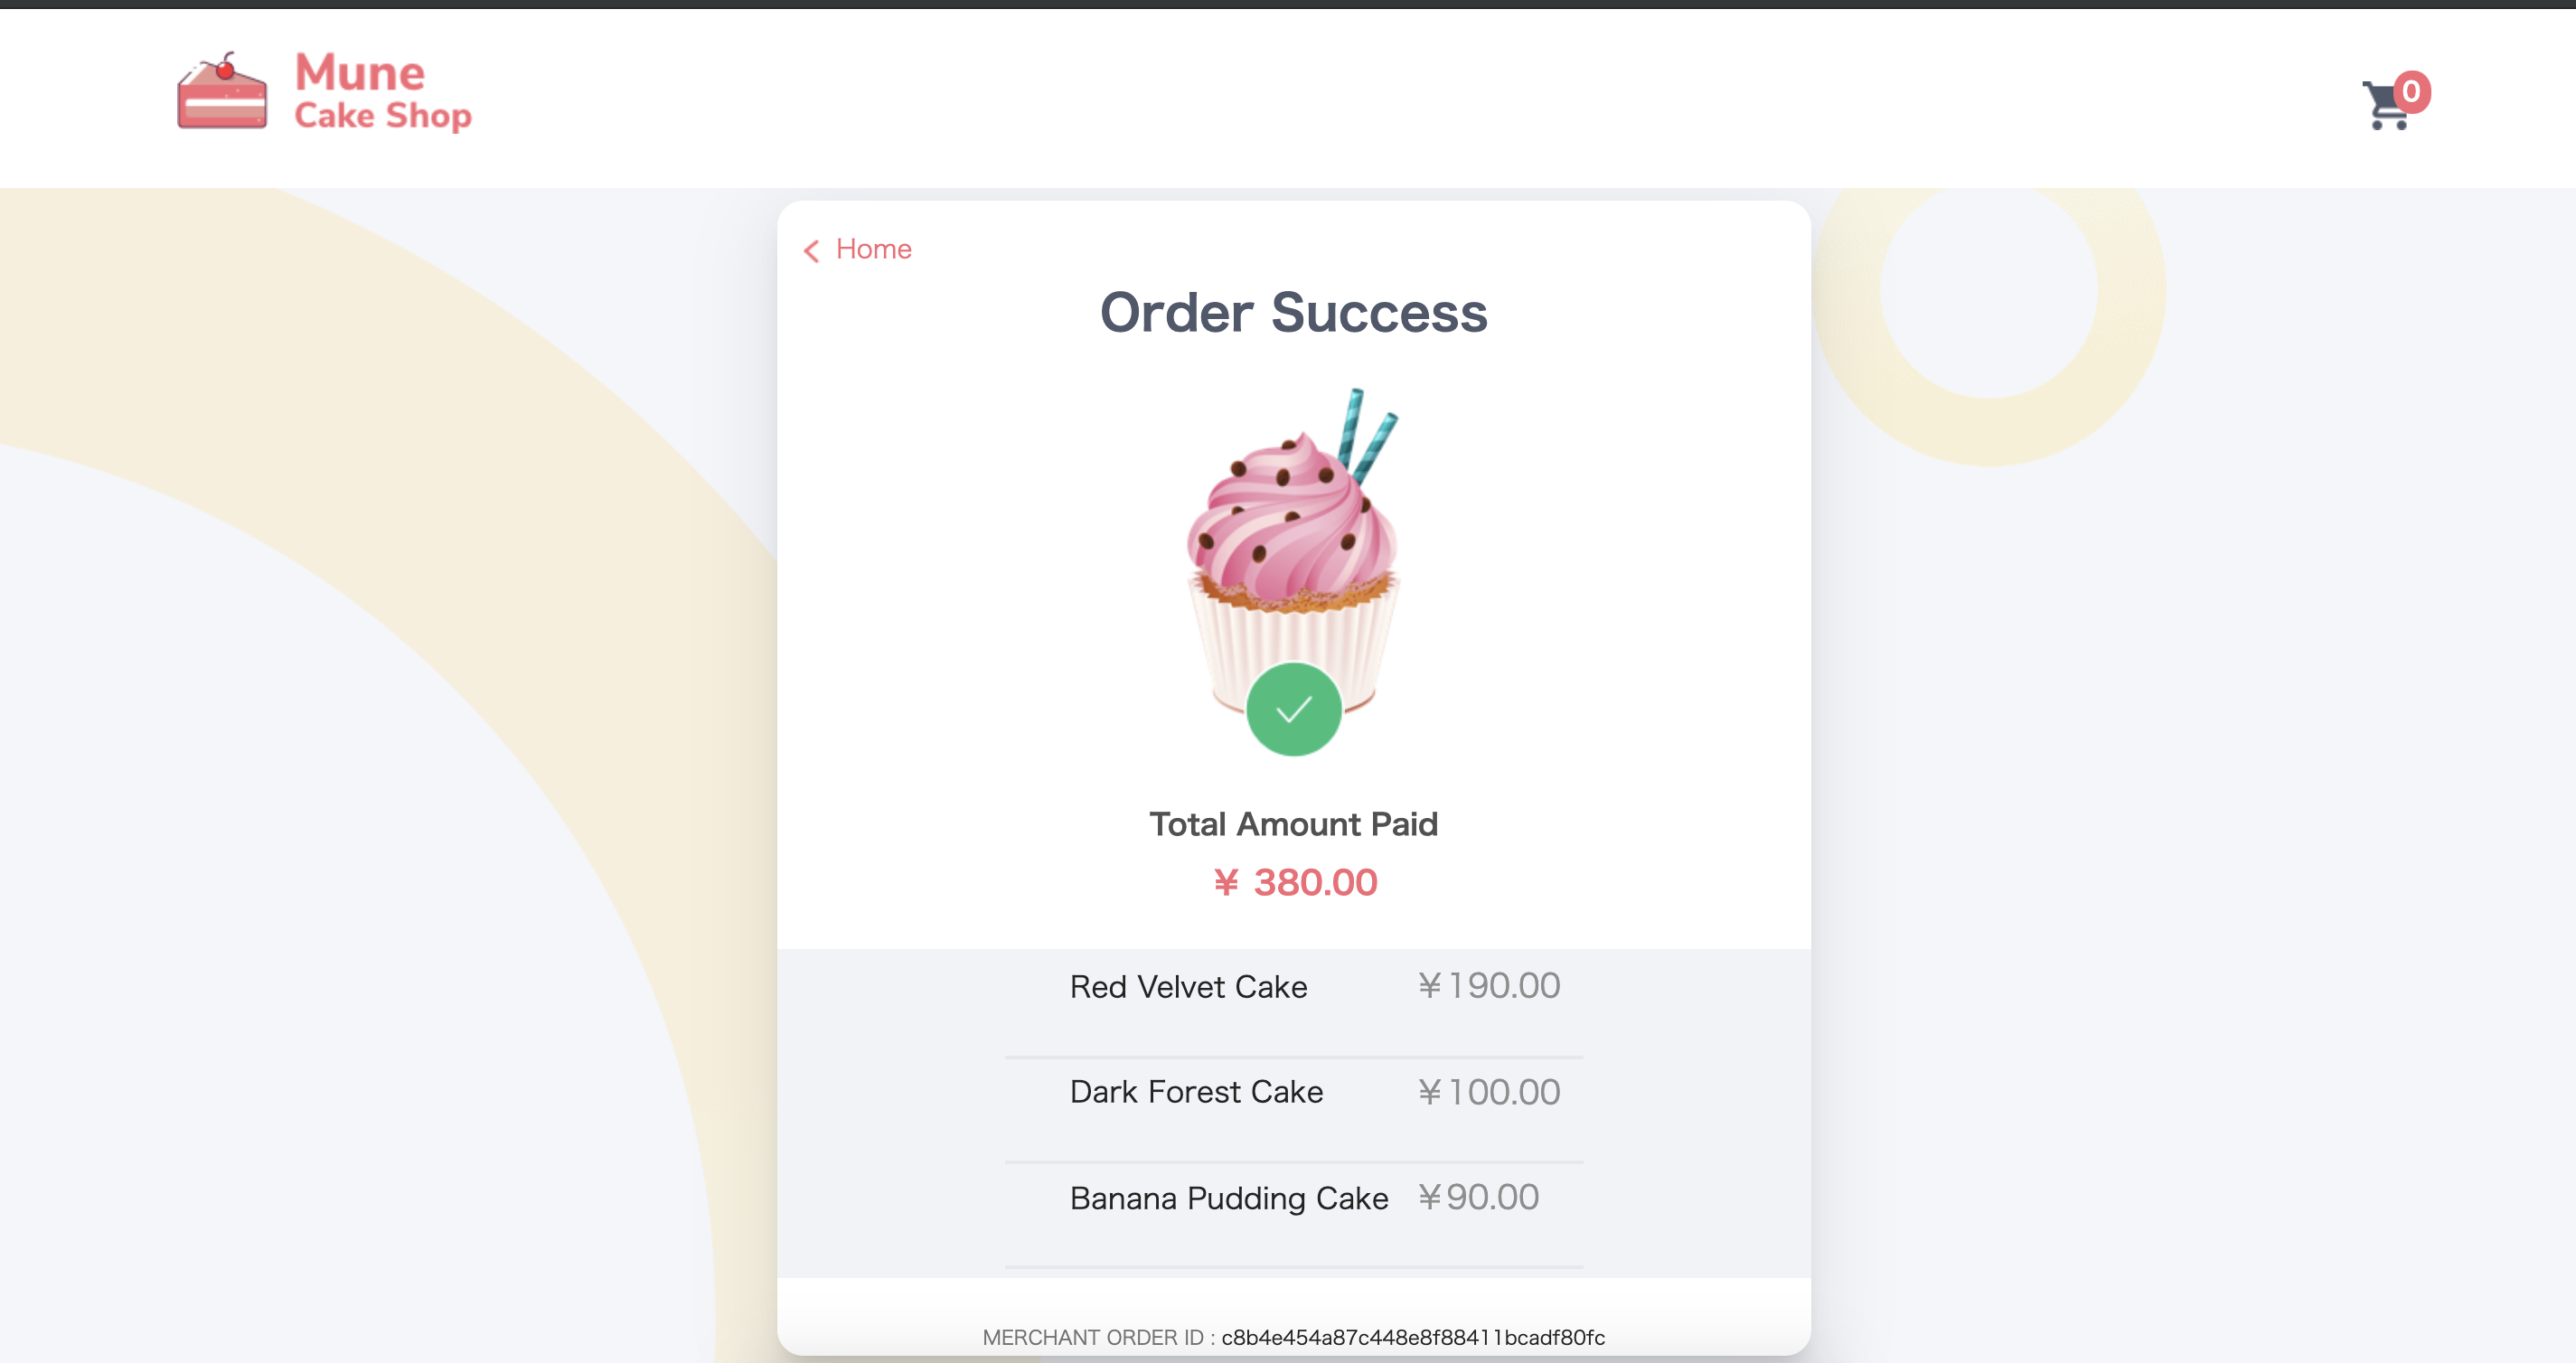 Mune
Cake Shop
0
Home
Order Success
Total Amount Paid
¥ 380.00
Red Velvet Cake ¥190.00
Dark Forest Cake ¥100.00
Banana Pudding Cake ¥90.00
MERCHANT ORDER ID : c8b4e454a87c448e8f88411bcadf80fc